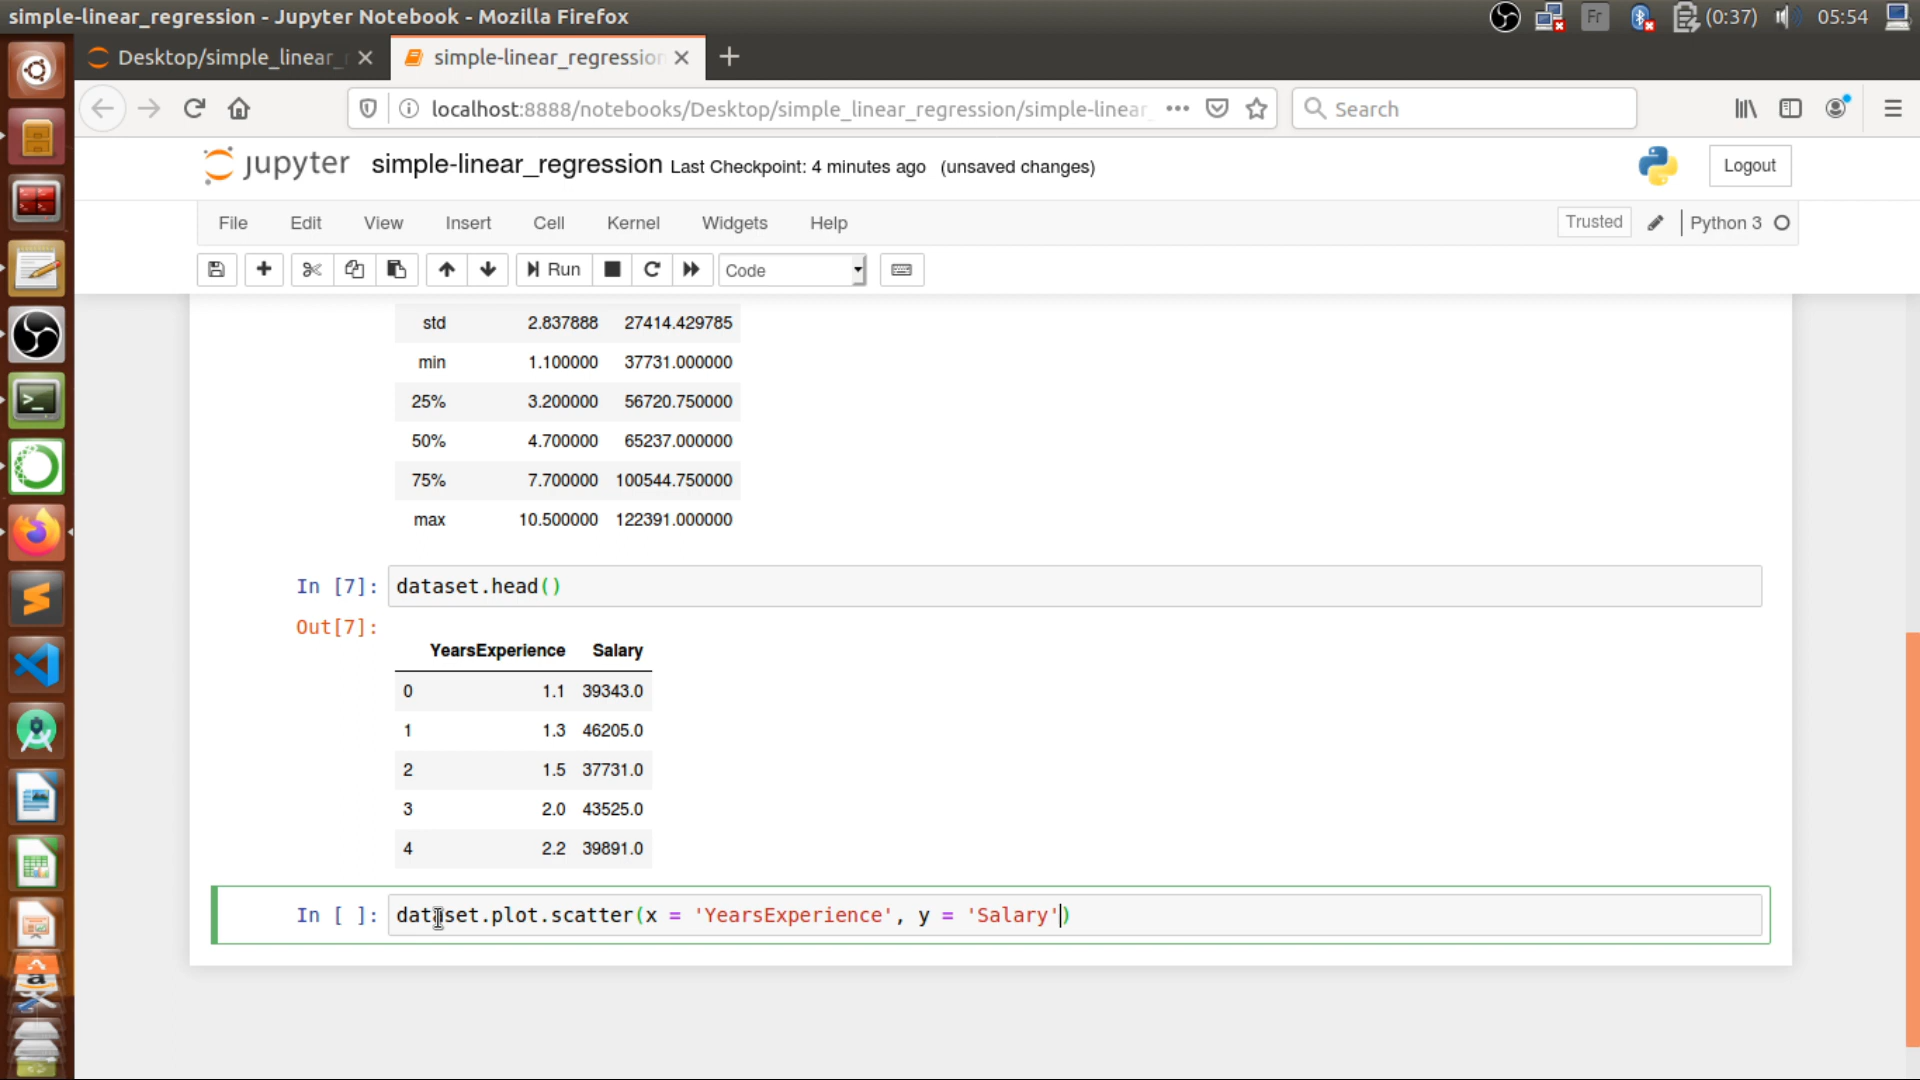 simple-linear_regression - Jupyter Notebook - Mozilla Firefox
Fr (0:37) 05:54
Desktop/simple_linear_
simple-linear_regression
localhost:8888/notebooks/Desktop/simple_linear_regression/simple-linear
Search
jupyter simple-linear_regression Last Checkpoint: 4 minutes ago (unsaved changes)
Logout
File Edit View Insert Cell Kernel Widgets Help
Trusted Python 3
Run Code
std 2.837888 27414.429785
min 1.100000 37731.000000
25% 3.200000 56720.750000
50% 4.700000 65237.000000
75% 7.700000 100544.750000
max 10.500000 122391.000000
In [7]: dataset.head()
Out[7]:
YearsExperience Salary
0 1.1 39343.0
1 1.3 46205.0
2 1.5 37731.0
3 2.0 43525.0
4 2.2 39891.0
In [ ]: dataset.plot.scatter(x = 'YearsExperience', y = 'Salary')